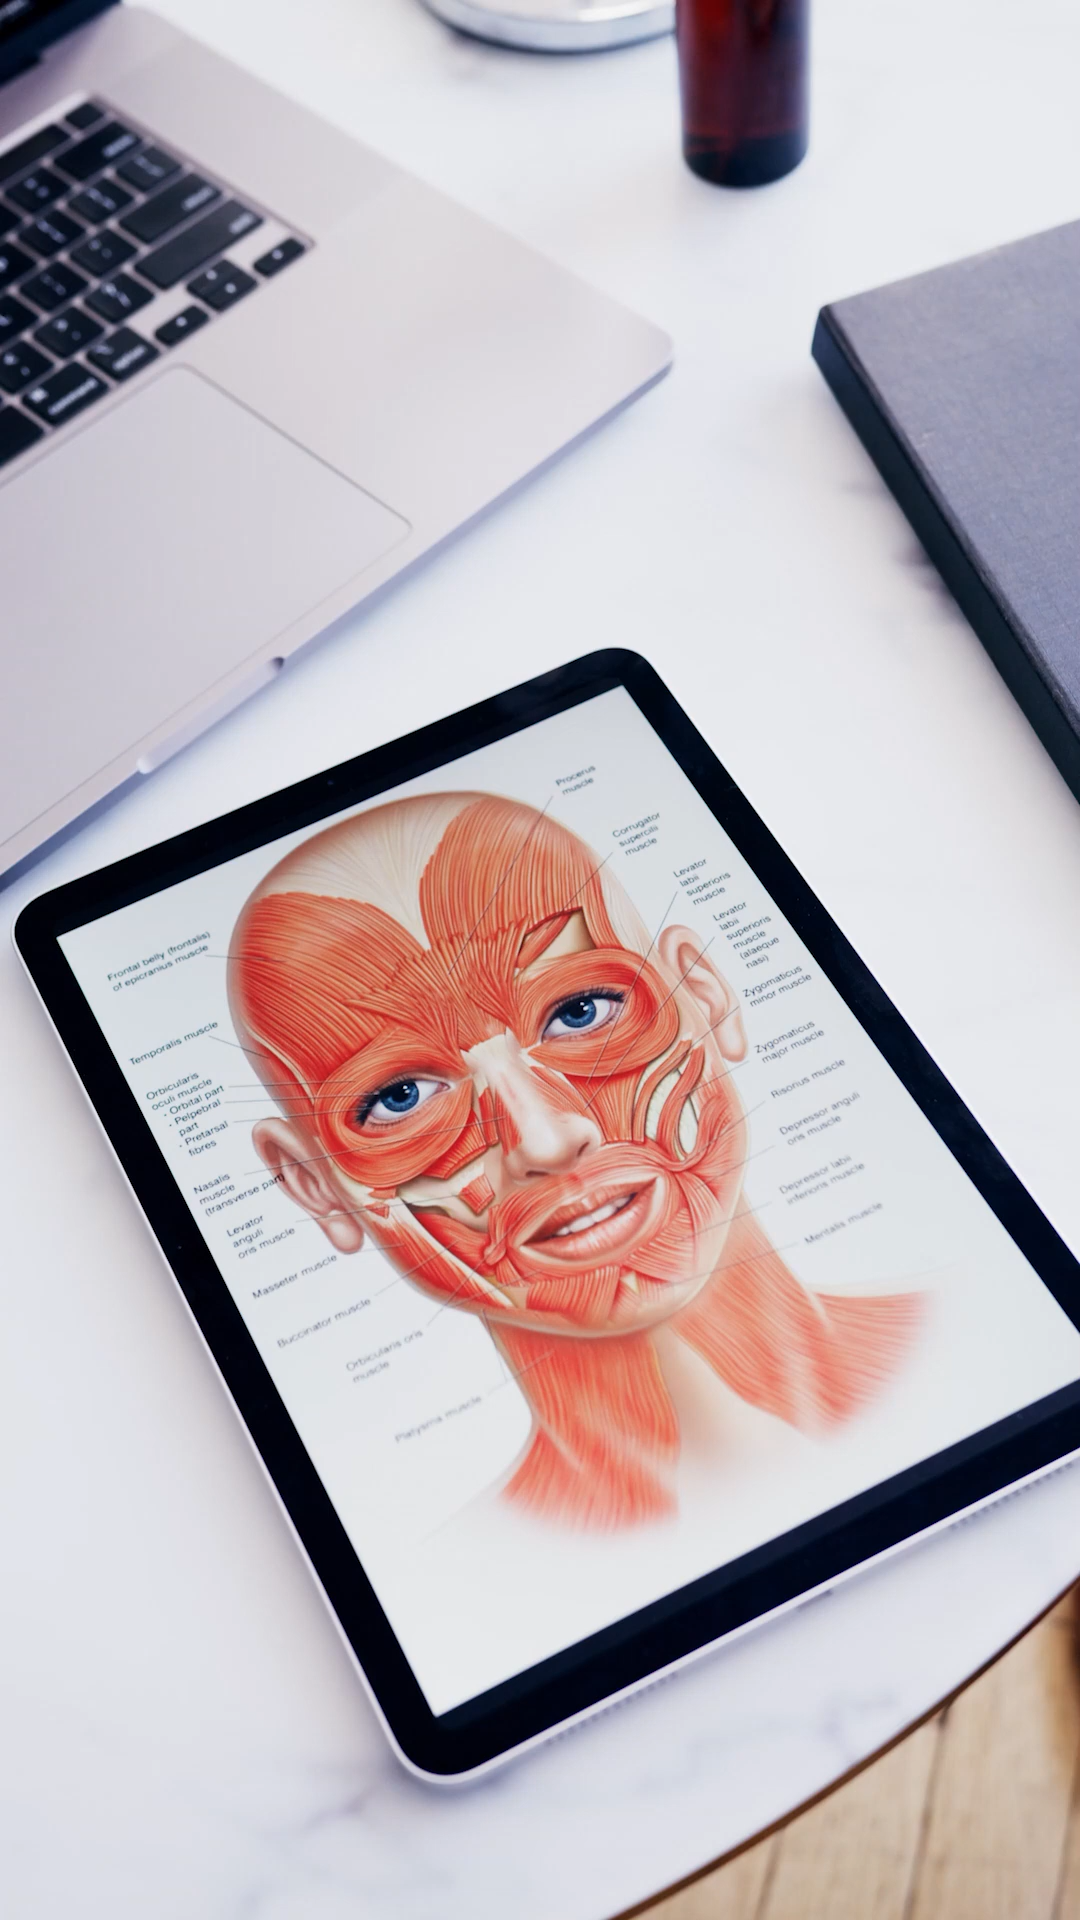 Procerus
muscle
Corrugator
supercilii
muscle
Levator
labii
superioris
muscle
Levator
labii
superioris
muscle
(alaeque
nasi)
Zygomaticus
minor muscle
Zygomaticus
major muscle
Risorius muscle
Depressor anguli
oris muscle
Depressor labii
inferioris muscle
Mentalis muscle
Frontal belly (frontalis)
of epicranius muscle
Temporalis muscle
Orbicularis
oculi muscle
• Orbital part
• Pelpebral
part
• Pretarsal
fibres
Nasalis
muscle
(transverse part)
Levator
anguli
oris muscle
Masseter muscle
Buccinator muscle
Orbicularis oris
muscle
Platysma muscle
option
command